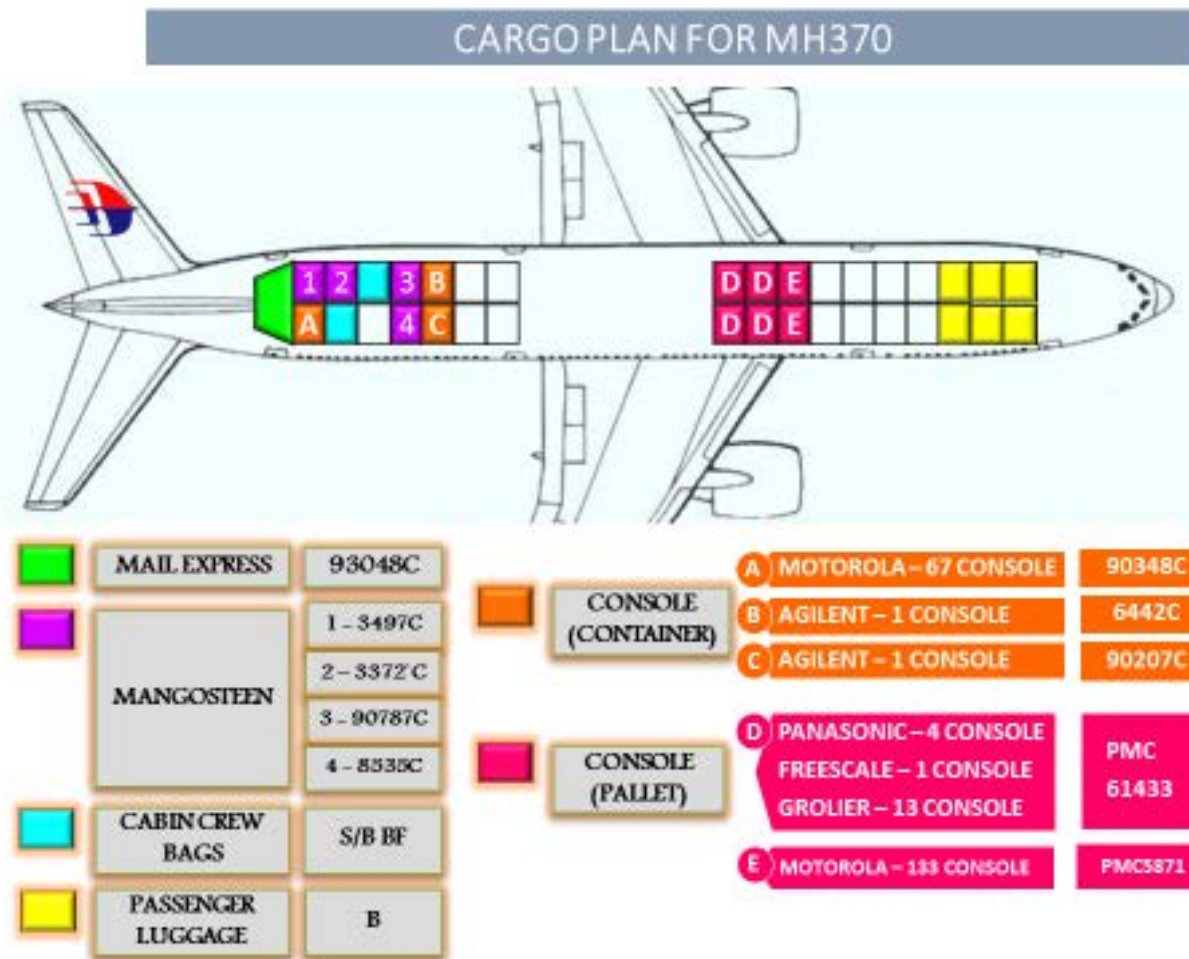 CARGO PLAN FOR MH370
1 2 3 B
A 4 C
D D E
D D E
MAIL EXPRESS
93048C
MANGOSTEEN
1 - 3497C
2 - 3372 C
3 - 90787C
4 - 8535C
CABIN CREW
BAGS
S/B BF
PASSENGER
LUGGAGE
B
CONSOLE
(CONTAINER)
A MOTOROLA – 67 CONSOLE
90348C
B AGILENT – 1 CONSOLE
6442C
C AGILENT – 1 CONSOLE
90207C
CONSOLE
(PALLET)
D PANASONIC – 4 CONSOLE
FREESCALE – 1 CONSOLE
GROLIER – 13 CONSOLE
PMC
61433
E MOTOROLA – 133 CONSOLE
PMC5871